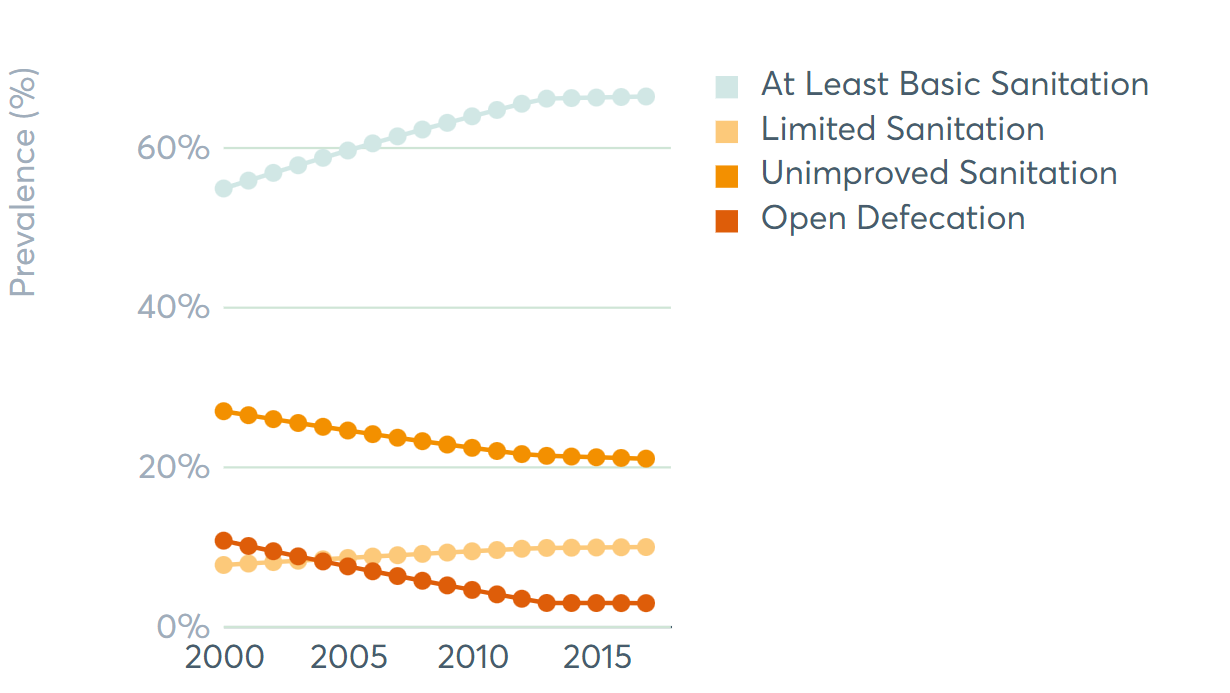 Prevalence (%)
60%
40%
20%
0%
2000 2005 2010 2015
At Least Basic Sanitation
Limited Sanitation
Unimproved Sanitation
Open Defecation